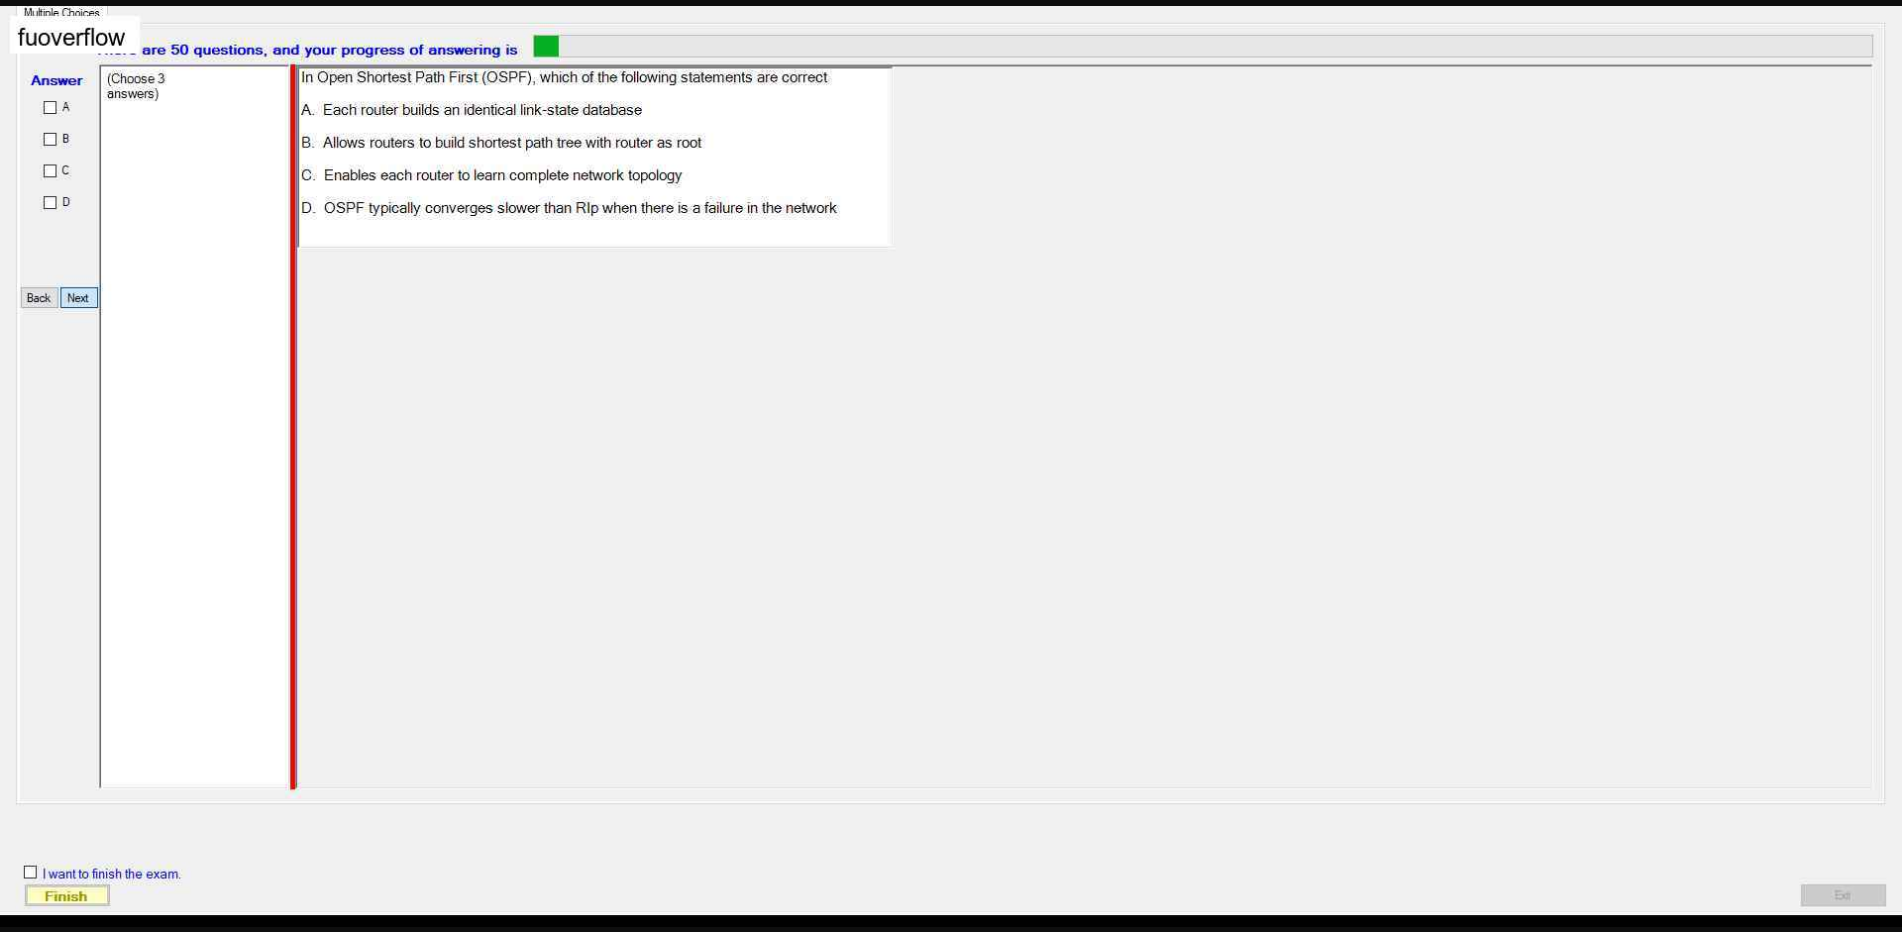 Multiple Choices
fuoverflow
are 50 questions, and your progress of answering is
Answer
A
B
C
D
Back Next
(Choose 3
answers)
In Open Shortest Path First (OSPF), which of the following statements are correct
A. Each router builds an identical link-state database
B. Allows routers to build shortest path tree with router as root
C. Enables each router to learn complete network topology
D. OSPF typically converges slower than RIp when there is a failure in the network
I want to finish the exam.
Finish
Exit